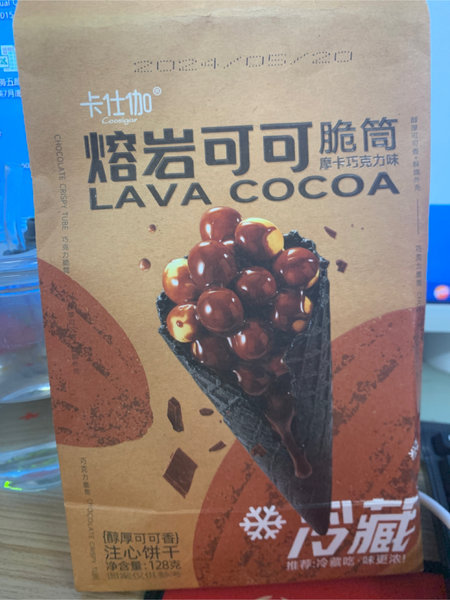 2024/05/20
卡仕伽®
Coosigar
熔岩可可脆筒
摩卡巧克力味
LAVA COCOA
CHOCOLATE CRISPY TUBE
醇厚可可香
注心饼干
净含量:128克
冷藏
推荐:冷藏吃·味更浓!